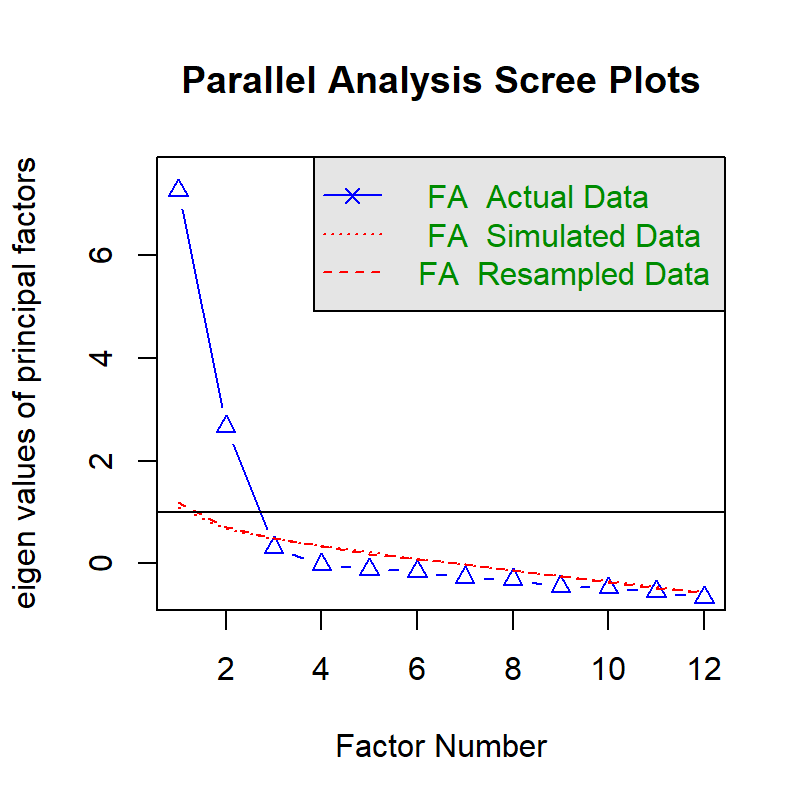 Parallel Analysis Scree Plots
eigen values of principal factors
6
4
2
0
FA Actual Data
FA Simulated Data
FA Resampled Data
2 4 6 8 10 12
Factor Number